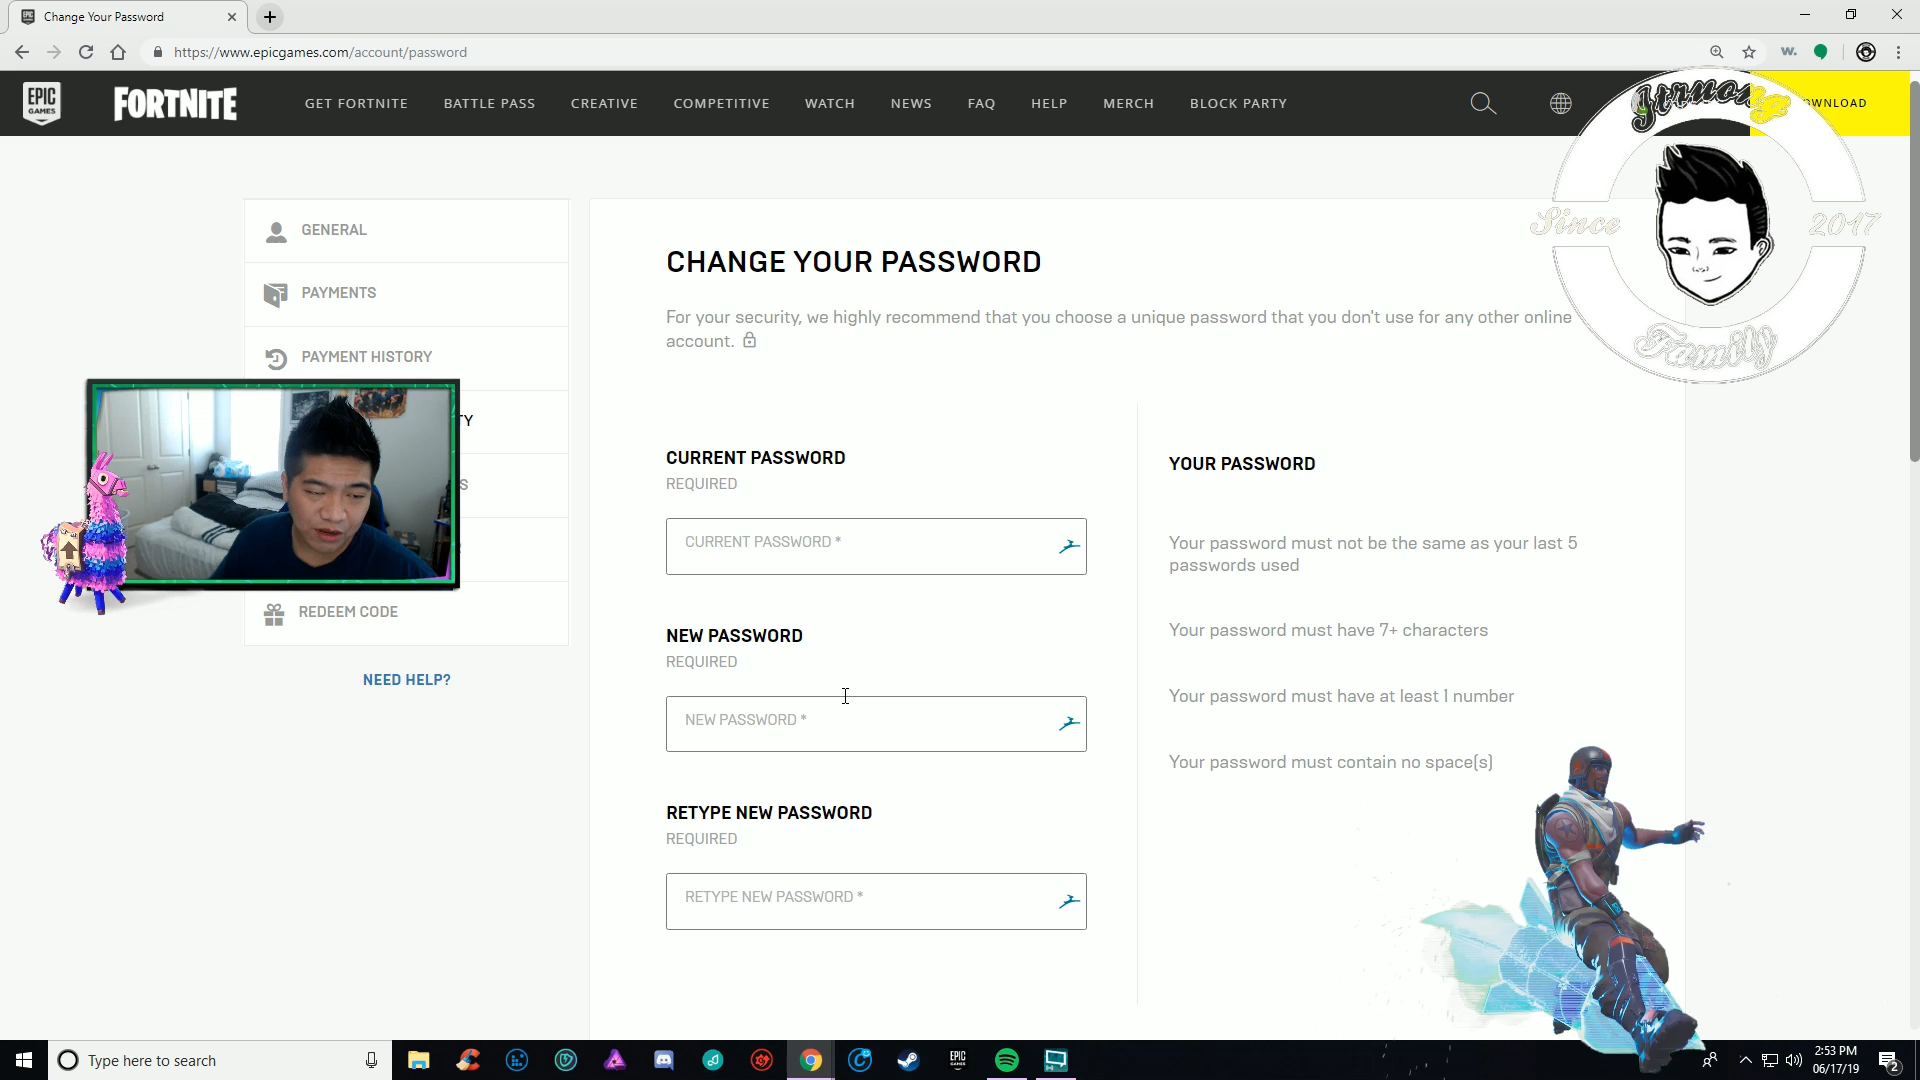 Change Your Password
https://www.epicgames.com/account/password
EPIC GAMES
FORTNITE
GET FORTNITE
BATTLE PASS
CREATIVE
COMPETITIVE
WATCH
NEWS
FAQ
HELP
MERCH
BLOCK PARTY
WNLOAD
Jtruong
Since
2017
Family
GENERAL
PAYMENTS
PAYMENT HISTORY
TY
S
REDEEM CODE
NEED HELP?
CHANGE YOUR PASSWORD
For your security, we highly recommend that you choose a unique password that you don't use for any other online
account.
CURRENT PASSWORD
REQUIRED
CURRENT PASSWORD *
NEW PASSWORD
REQUIRED
NEW PASSWORD *
RETYPE NEW PASSWORD
REQUIRED
RETYPE NEW PASSWORD *
YOUR PASSWORD
Your password must not be the same as your last 5
passwords used
Your password must have 7+ characters
Your password must have at least 1 number
Your password must contain no space(s)
Type here to search
EPIC GAMES
2:53 PM
06/17/19
2